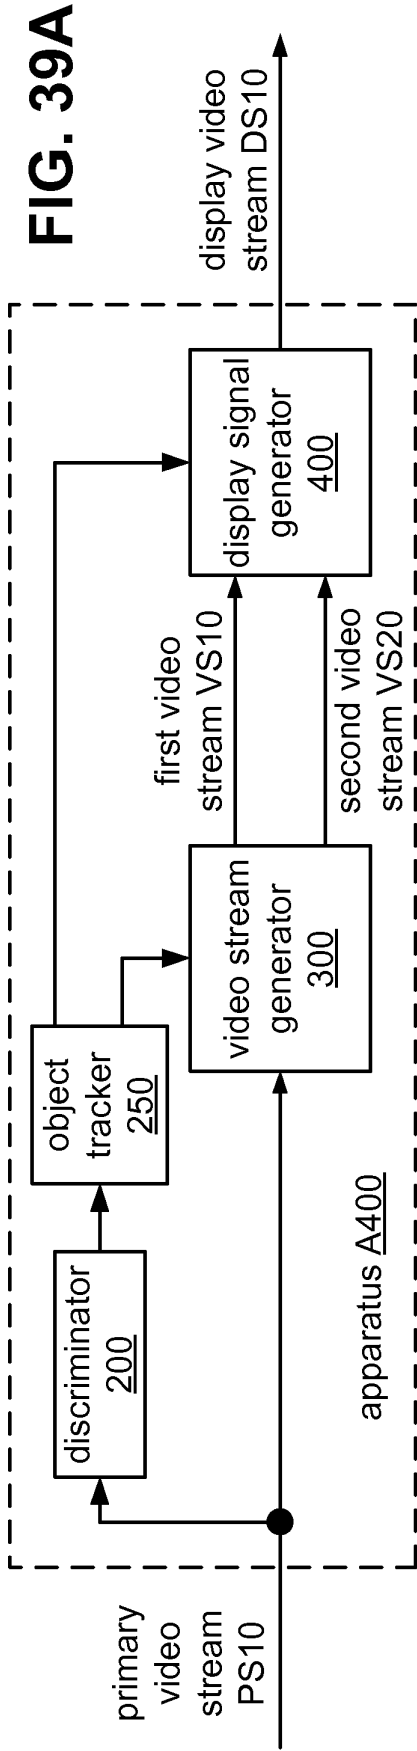 FIG. 39A
primary
video
stream
PS10
discriminator
200
object
tracker
250
video stream
generator
300
first video
stream VS10
second video
stream VS20
display signal
generator
400
display video
stream DS10
apparatus A400